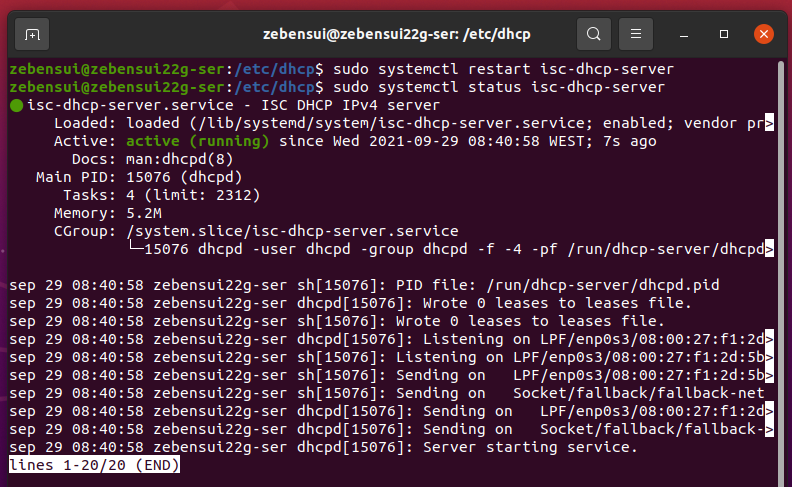 zebensui@zebensui22g-ser: /etc/dhcp
zebensui@zebensui22g-ser:/etc/dhcp$ sudo systemctl restart isc-dhcp-server
zebensui@zebensui22g-ser:/etc/dhcp$ sudo systemctl status isc-dhcp-server
● isc-dhcp-server.service - ISC DHCP IPv4 server
     Loaded: loaded (/lib/systemd/system/isc-dhcp-server.service; enabled; vendor pr>
     Active: active (running) since Wed 2021-09-29 08:40:58 WEST; 7s ago
       Docs: man:dhcpd(8)
   Main PID: 15076 (dhcpd)
      Tasks: 4 (limit: 2312)
     Memory: 5.2M
     CGroup: /system.slice/isc-dhcp-server.service
             └─15076 dhcpd -user dhcpd -group dhcpd -f -4 -pf /run/dhcp-server/dhcpd>
sep 29 08:40:58 zebensui22g-ser sh[15076]: PID file: /run/dhcp-server/dhcpd.pid
sep 29 08:40:58 zebensui22g-ser dhcpd[15076]: Wrote 0 leases to leases file.
sep 29 08:40:58 zebensui22g-ser sh[15076]: Wrote 0 leases to leases file.
sep 29 08:40:58 zebensui22g-ser dhcpd[15076]: Listening on LPF/enp0s3/08:00:27:f1:2d>
sep 29 08:40:58 zebensui22g-ser sh[15076]: Listening on LPF/enp0s3/08:00:27:f1:2d:5b>
sep 29 08:40:58 zebensui22g-ser sh[15076]: Sending on   LPF/enp0s3/08:00:27:f1:2d:5b>
sep 29 08:40:58 zebensui22g-ser sh[15076]: Sending on   Socket/fallback/fallback-net
sep 29 08:40:58 zebensui22g-ser dhcpd[15076]: Sending on   LPF/enp0s3/08:00:27:f1:2d>
sep 29 08:40:58 zebensui22g-ser dhcpd[15076]: Sending on   Socket/fallback/fallback->
sep 29 08:40:58 zebensui22g-ser dhcpd[15076]: Server starting service.
lines 1-20/20 (END)